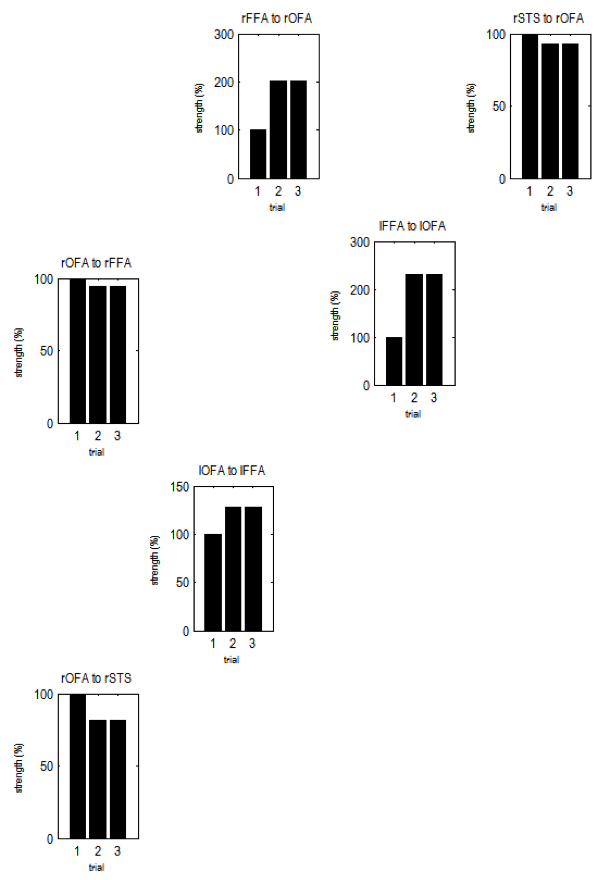 rFFA to rOFA
300
200
100
0
strength (%)
1 2 3
trial
rSTS to rOFA
100
50
0
strength (%)
1 2 3
trial
lFFA to lOFA
300
200
100
0
strength (%)
1 2 3
trial
rOFA to rFFA
100
50
0
strength (%)
1 2 3
trial
lOFA to lFFA
150
100
50
0
strength (%)
1 2 3
trial
rOFA to rSTS
100
50
0
strength (%)
1 2 3
trial